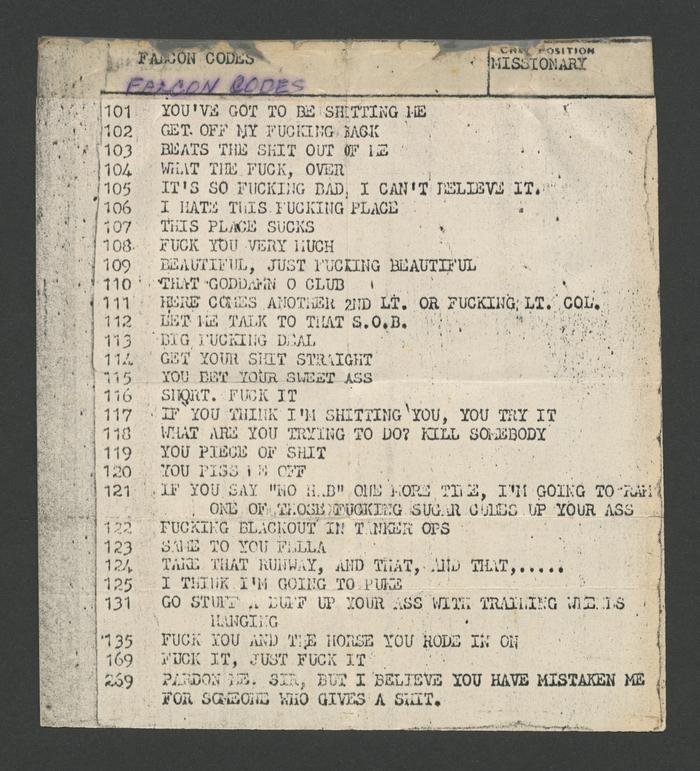 FALCON CODES
CREW POSITION
MISSIONARY
FALCON CODES
101 YOU'VE GOT TO BE SHITTING ME
102 GET OFF MY FUCKING BACK
103 BEATS THE SHIT OUT OF ME
104 WHAT THE FUCK, OVER
105 IT'S SO FUCKING BAD, I CAN'T BELIEVE IT.
106 I HATE THIS FUCKING PLACE
107 THIS PLACE SUCKS
108 FUCK YOU VERY MUCH
109 BEAUTIFUL, JUST FUCKING BEAUTIFUL
110 THAT GODDAMN O CLUB
111 HERE COMES ANOTHER 2ND LT. OR FUCKING LT. COL.
112 LET ME TALK TO THAT S.O.B.
113 BIG FUCKING DEAL
114 GET YOUR SHIT STRAIGHT
115 YOU BET YOUR SWEET ASS
116 SHORT. FUCK IT
117 IF YOU THINK I'M SHITTING YOU, YOU TRY IT
118 WHAT ARE YOU TRYING TO DO? KILL SOMEBODY
119 YOU PIECE OF SHIT
120 YOU PISS ME OFF
121 IF YOU SAY "NO H..B" ONE MORE TIME, I'M GOING TO RAM
ONE OF THOSE FUCKING SUGAR CUBES UP YOUR ASS
122 FUCKING BLACKOUT IN TANKER OPS
123 SAME TO YOU FELLA
124 TAKE THAT RUNWAY, AND THAT, AND THAT,.....
125 I THINK I'M GOING TO PUKE
131 GO STUFF A BUFF UP YOUR ASS WITH TRAILING WHEELS
HANGING
135 FUCK YOU AND THE HORSE YOU RODE IN ON
169 FUCK IT, JUST FUCK IT
269 PARDON ME. SIR, BUT I BELIEVE YOU HAVE MISTAKEN ME
FOR SOMEONE WHO GIVES A SHIT.